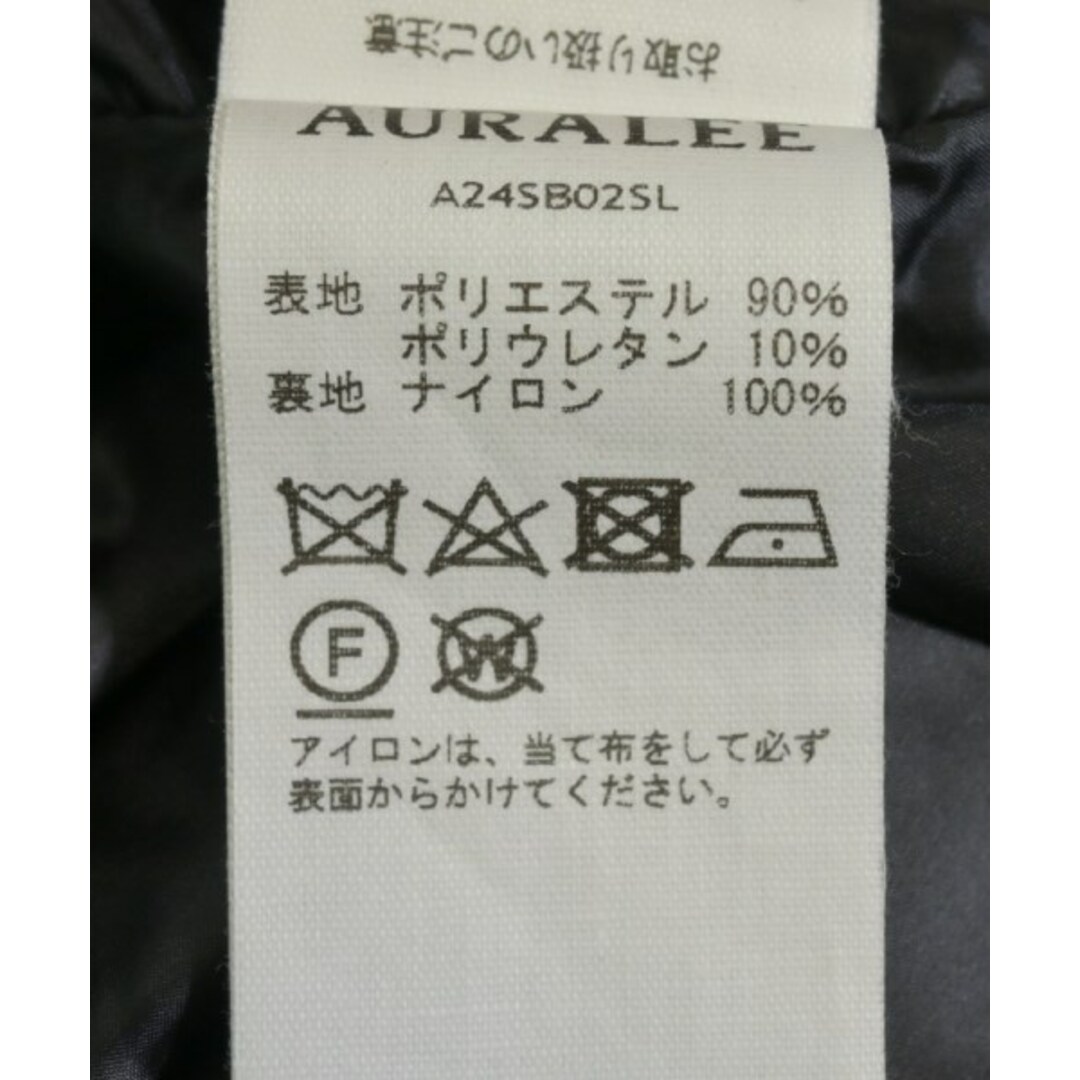 お取り扱いのご注意
AURALEE
A24SB02SL
表地 ポリエステル 90%
ポリウレタン 10%
裏地 ナイロン 100%
F W
アイロンは、当て布をして必ず
表面からかけてください。